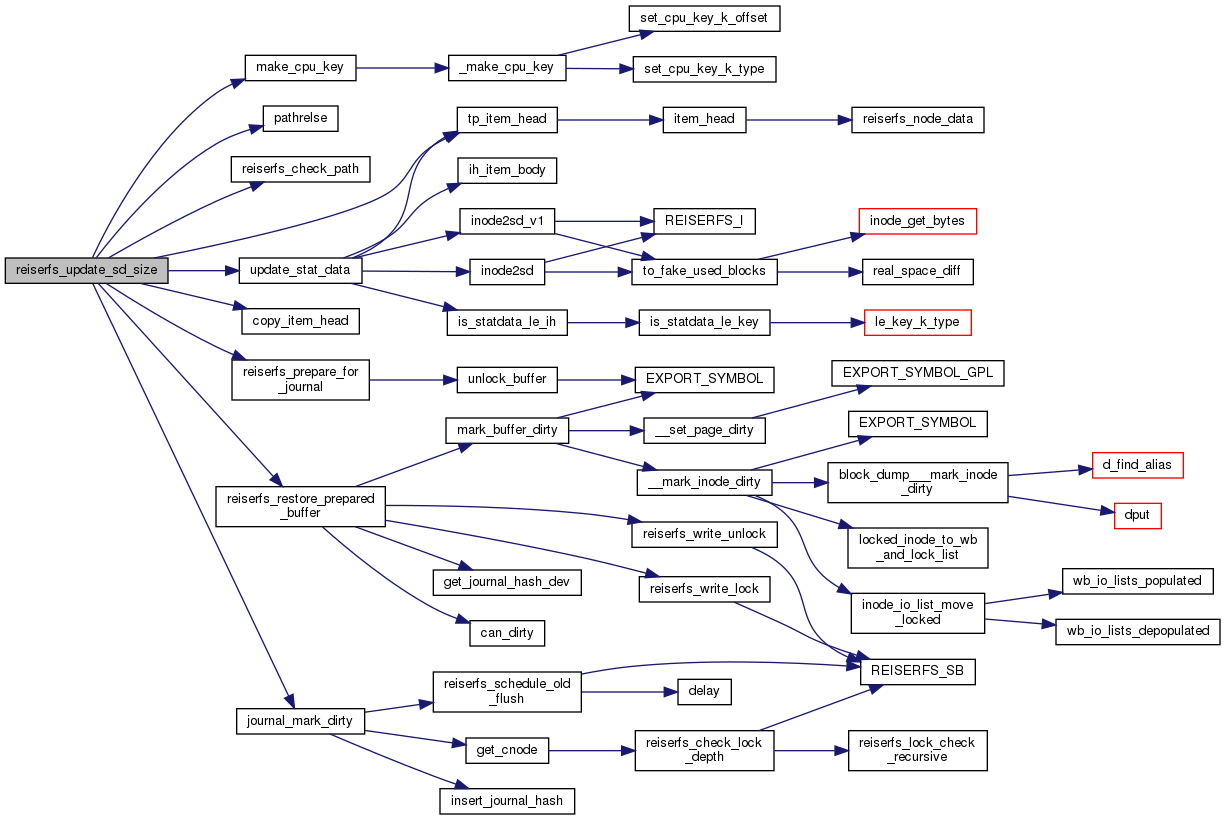 set_cpu_key_k_offset
make_cpu_key
_make_cpu_key
set_cpu_key_k_type
pathrelse
tp_item_head
item_head
reiserfs_node_data
reiserfs_check_path
ih_item_body
inode2sd_v1
REISERFS_I
inode_get_bytes
reiserfs_update_sd_size
update_stat_data
inode2sd
to_fake_used_blocks
real_space_diff
copy_item_head
is_statdata_le_ih
is_statdata_le_key
le_key_k_type
reiserfs_prepare_for
_journal
unlock_buffer
EXPORT_SYMBOL
EXPORT_SYMBOL_GPL
mark_buffer_dirty
__set_page_dirty
EXPORT_SYMBOL
__mark_inode_dirty
block_dump___mark_inode
_dirty
d_find_alias
dput
reiserfs_restore_prepared
_buffer
reiserfs_write_unlock
locked_inode_to_wb
_and_lock_list
get_journal_hash_dev
reiserfs_write_lock
inode_io_list_move
_locked
wb_io_lists_populated
wb_io_lists_depopulated
can_dirty
REISERFS_SB
reiserfs_schedule_old
_flush
delay
journal_mark_dirty
get_cnode
reiserfs_check_lock
_depth
reiserfs_lock_check
_recursive
insert_journal_hash